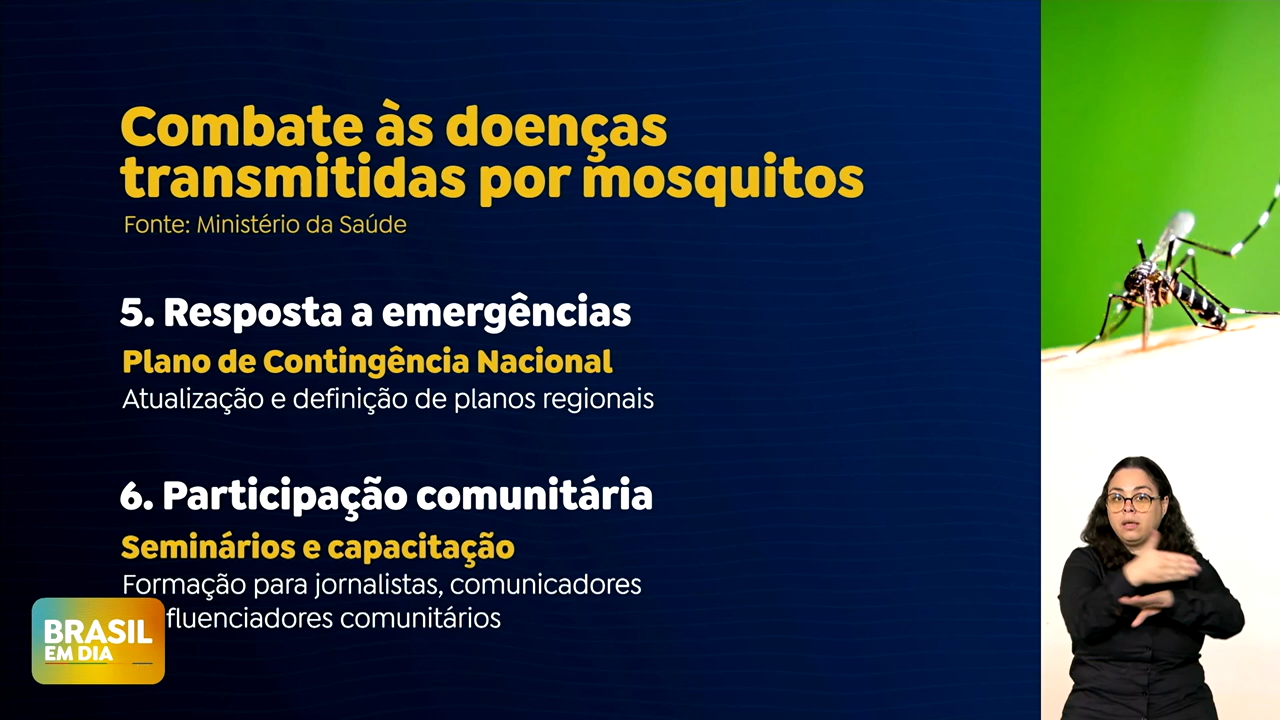 Combate às doenças
transmitidas por mosquitos
Fonte: Ministério da Saúde
5. Resposta a emergências
Plano de Contingência Nacional
Atualização e definição de planos regionais
6. Participação comunitária
Seminários e capacitação
Formação para jornalistas, comunicadores
fluenciadores comunitários
BRASIL
EM DIA